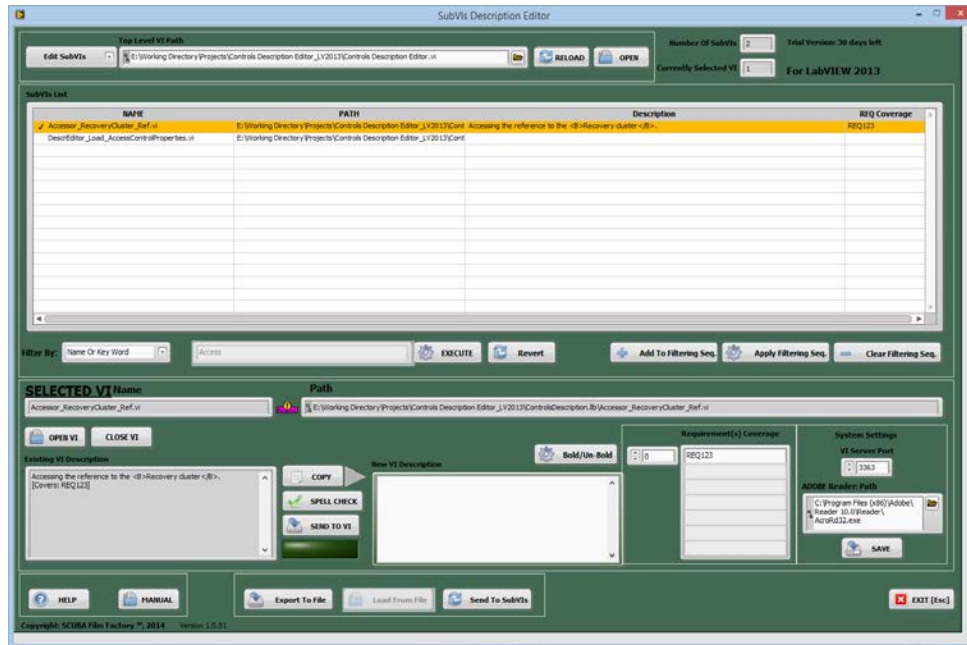 SubVIs Description Editor
Top Level VI Path
Edit SubVIs
E:\Working Directory\Projects\Controls Description Editor_LV2013\Controls Description Editor.vi
RELOAD
OPEN
Number Of SubVIs 2
Trial Version: 30 days left
Currently Selected VI 1
For LabVIEW 2013
SubVIs List
NAME PATH Description REQ Coverage
Accessor_RecoveryCluster_Ref.vi E:\Working Directory\Projects\Controls Description Editor_LV2013\Cont Accessing the reference to the <B>Recovery cluster</B>. REQ123
DescrEditor_Load_AccessControlProperties.vi E:\Working Directory\Projects\Controls Description Editor_LV2013\Cont
Filter By: Name Or Key Word Access EXECUTE Revert Add To Filtering Seq. Apply Filtering Seq. Clear Filtering Seq.
SELECTED VI Name Path
Accessor_RecoveryCluster_Ref.vi E:\Working Directory\Projects\Controls Description Editor_LV2013\ControlsDescription.llb\Accessor_RecoveryCluster_Ref.vi
OPEN VI CLOSE VI
Existing VI Description
Accessing the reference to the <B>Recovery cluster</B>.
[Covers: REQ123]
COPY
SPELL CHECK
SEND TO VI
New VI Description
Bold/Un-Bold
Requirement(s) Coverage
0 REQ123
System Settings
VI Server Port
3363
ADOBE Reader: Path
C:\Program Files (x86)\Adobe\
Reader 10.0\Reader\
AcroRd32.exe
SAVE
HELP MANUAL Export To File Load From File Send To SubVIs EXIT [Esc]
Copyright: SCUBA Film Factory ™, 2014 Version 1.0.01